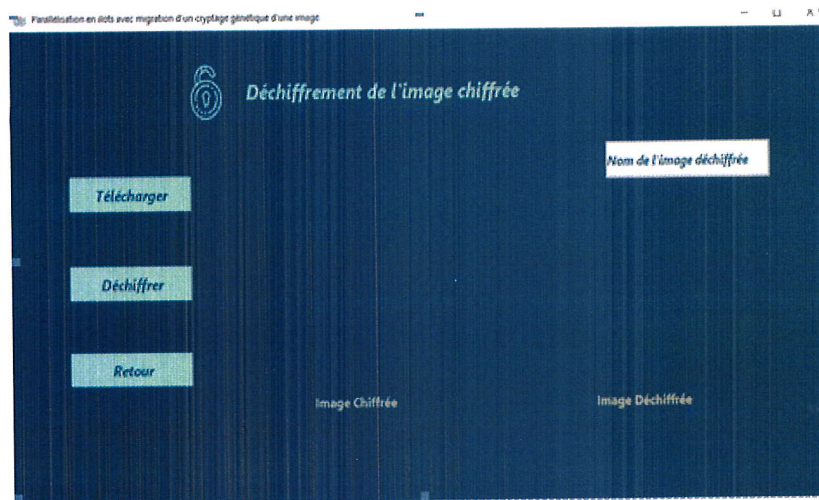 Parallélisation en ilots avec migration d'un cryptage génétique d'une image
Déchiffrement de l'image chiffrée
Nom de l'image déchiffrée
Télécharger
Déchiffrer
Retour
Image Chiffrée
Image Déchiffrée